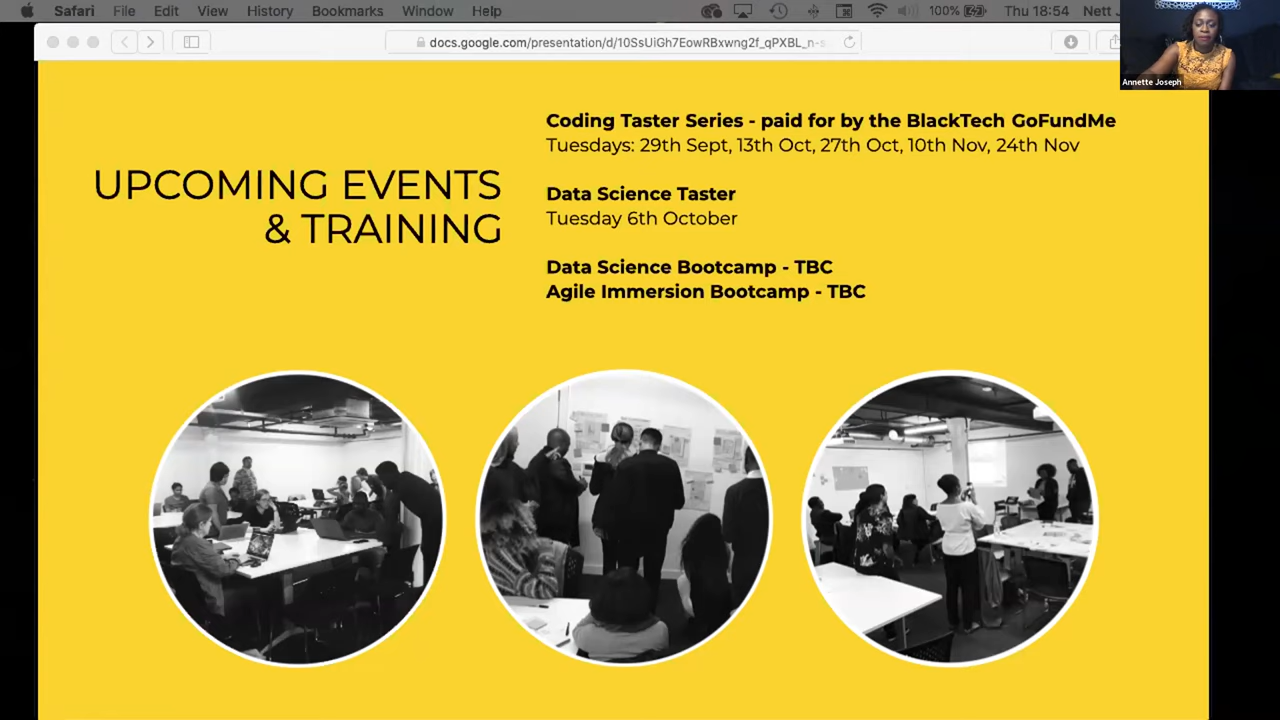 Safari File Edit View History Bookmarks Window Help 100% Thu 18:54 Nett J
docs.google.com/presentation/d/10SsUiGh7EowRBxwng2f_qPXBL_n-s
Annette Joseph
UPCOMING EVENTS
& TRAINING
Coding Taster Series - paid for by the BlackTech GoFundMe
Tuesdays: 29th Sept, 13th Oct, 27th Oct, 10th Nov, 24th Nov
Data Science Taster
Tuesday 6th October
Data Science Bootcamp - TBC
Agile Immersion Bootcamp - TBC